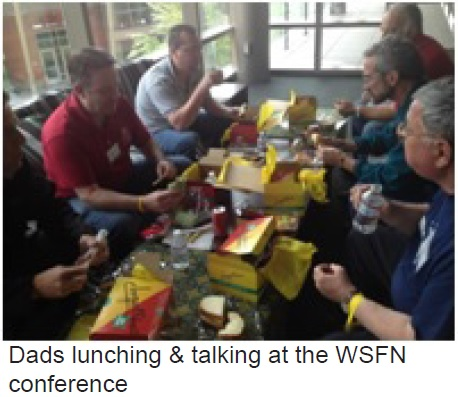 Dads lunching & talking at the WSFN
conference